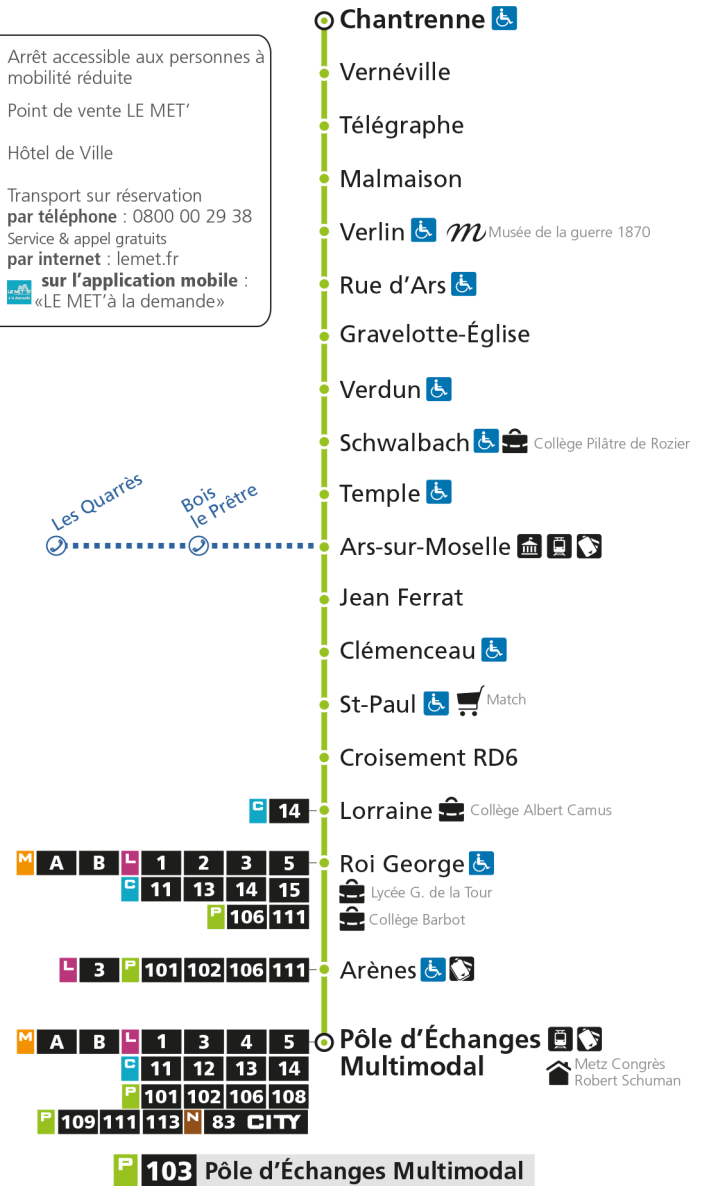 Chantrenne
Arrêt accessible aux personnes à
mobilité réduite
Point de vente LE MET'
Hôtel de Ville
Transport sur réservation
par téléphone : 0800 00 29 38
Service & appel gratuits
par internet : lemet.fr
sur l'application mobile :
«LE MET'à la demande»
Vernéville
Télégraphe
Malmaison
Verlin m Musée de la guerre 1870
Rue d'Ars
Gravelotte-Église
Verdun
Schwalbach Collège Pilâtre de Rozier
Temple
Les Quarrès
Bois
le Prêtre
Ars-sur-Moselle
Jean Ferrat
Clémenceau
St-Paul Match
Croisement RD6
C 14 Lorraine Collège Albert Camus
M A B L 1 2 3 5 Roi George
C 11 13 14 15 Lycée G. de la Tour
P 106 111 Collège Barbot
L 3 P 101 102 106 111 Arènes
M A B L 1 3 4 5 Pôle d'Échanges
C 11 12 13 14 Multimodal
Metz Congrès
Robert Schuman
P 101 102 106 108
P 109 111 113 N 83 CITY
P 103 Pôle d'Échanges Multimodal